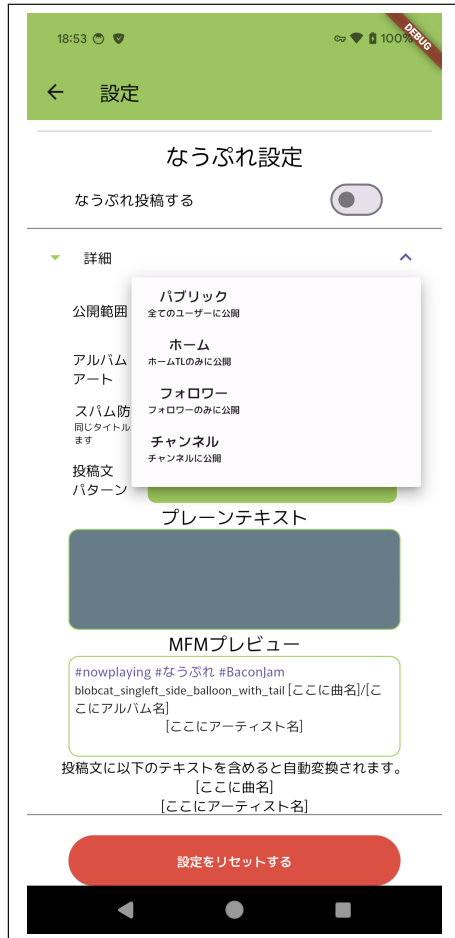 18:53
100%
DEBUG
設定
なうぷれ設定
なうぷれ投稿する
詳細
公開範囲
パブリック
全てのユーザーに公開
ホーム
ホームTLのみに公開
フォロワー
フォロワーのみに公開
チャンネル
チャンネルに公開
アルバム
アート
スパム防
同じタイトル
ます
投稿文
パターン
プレーンテキスト
MFMプレビュー
#nowplaying #なうぷれ #BaconJam
blobcat_singleft_side_balloon_with_tail [ここに曲名]/[こ
こにアルバム名]
[ここにアーティスト名]
投稿文に以下のテキストを含めると自動変換されます。
[ここに曲名]
[ここにアーティスト名]
設定をリセットする